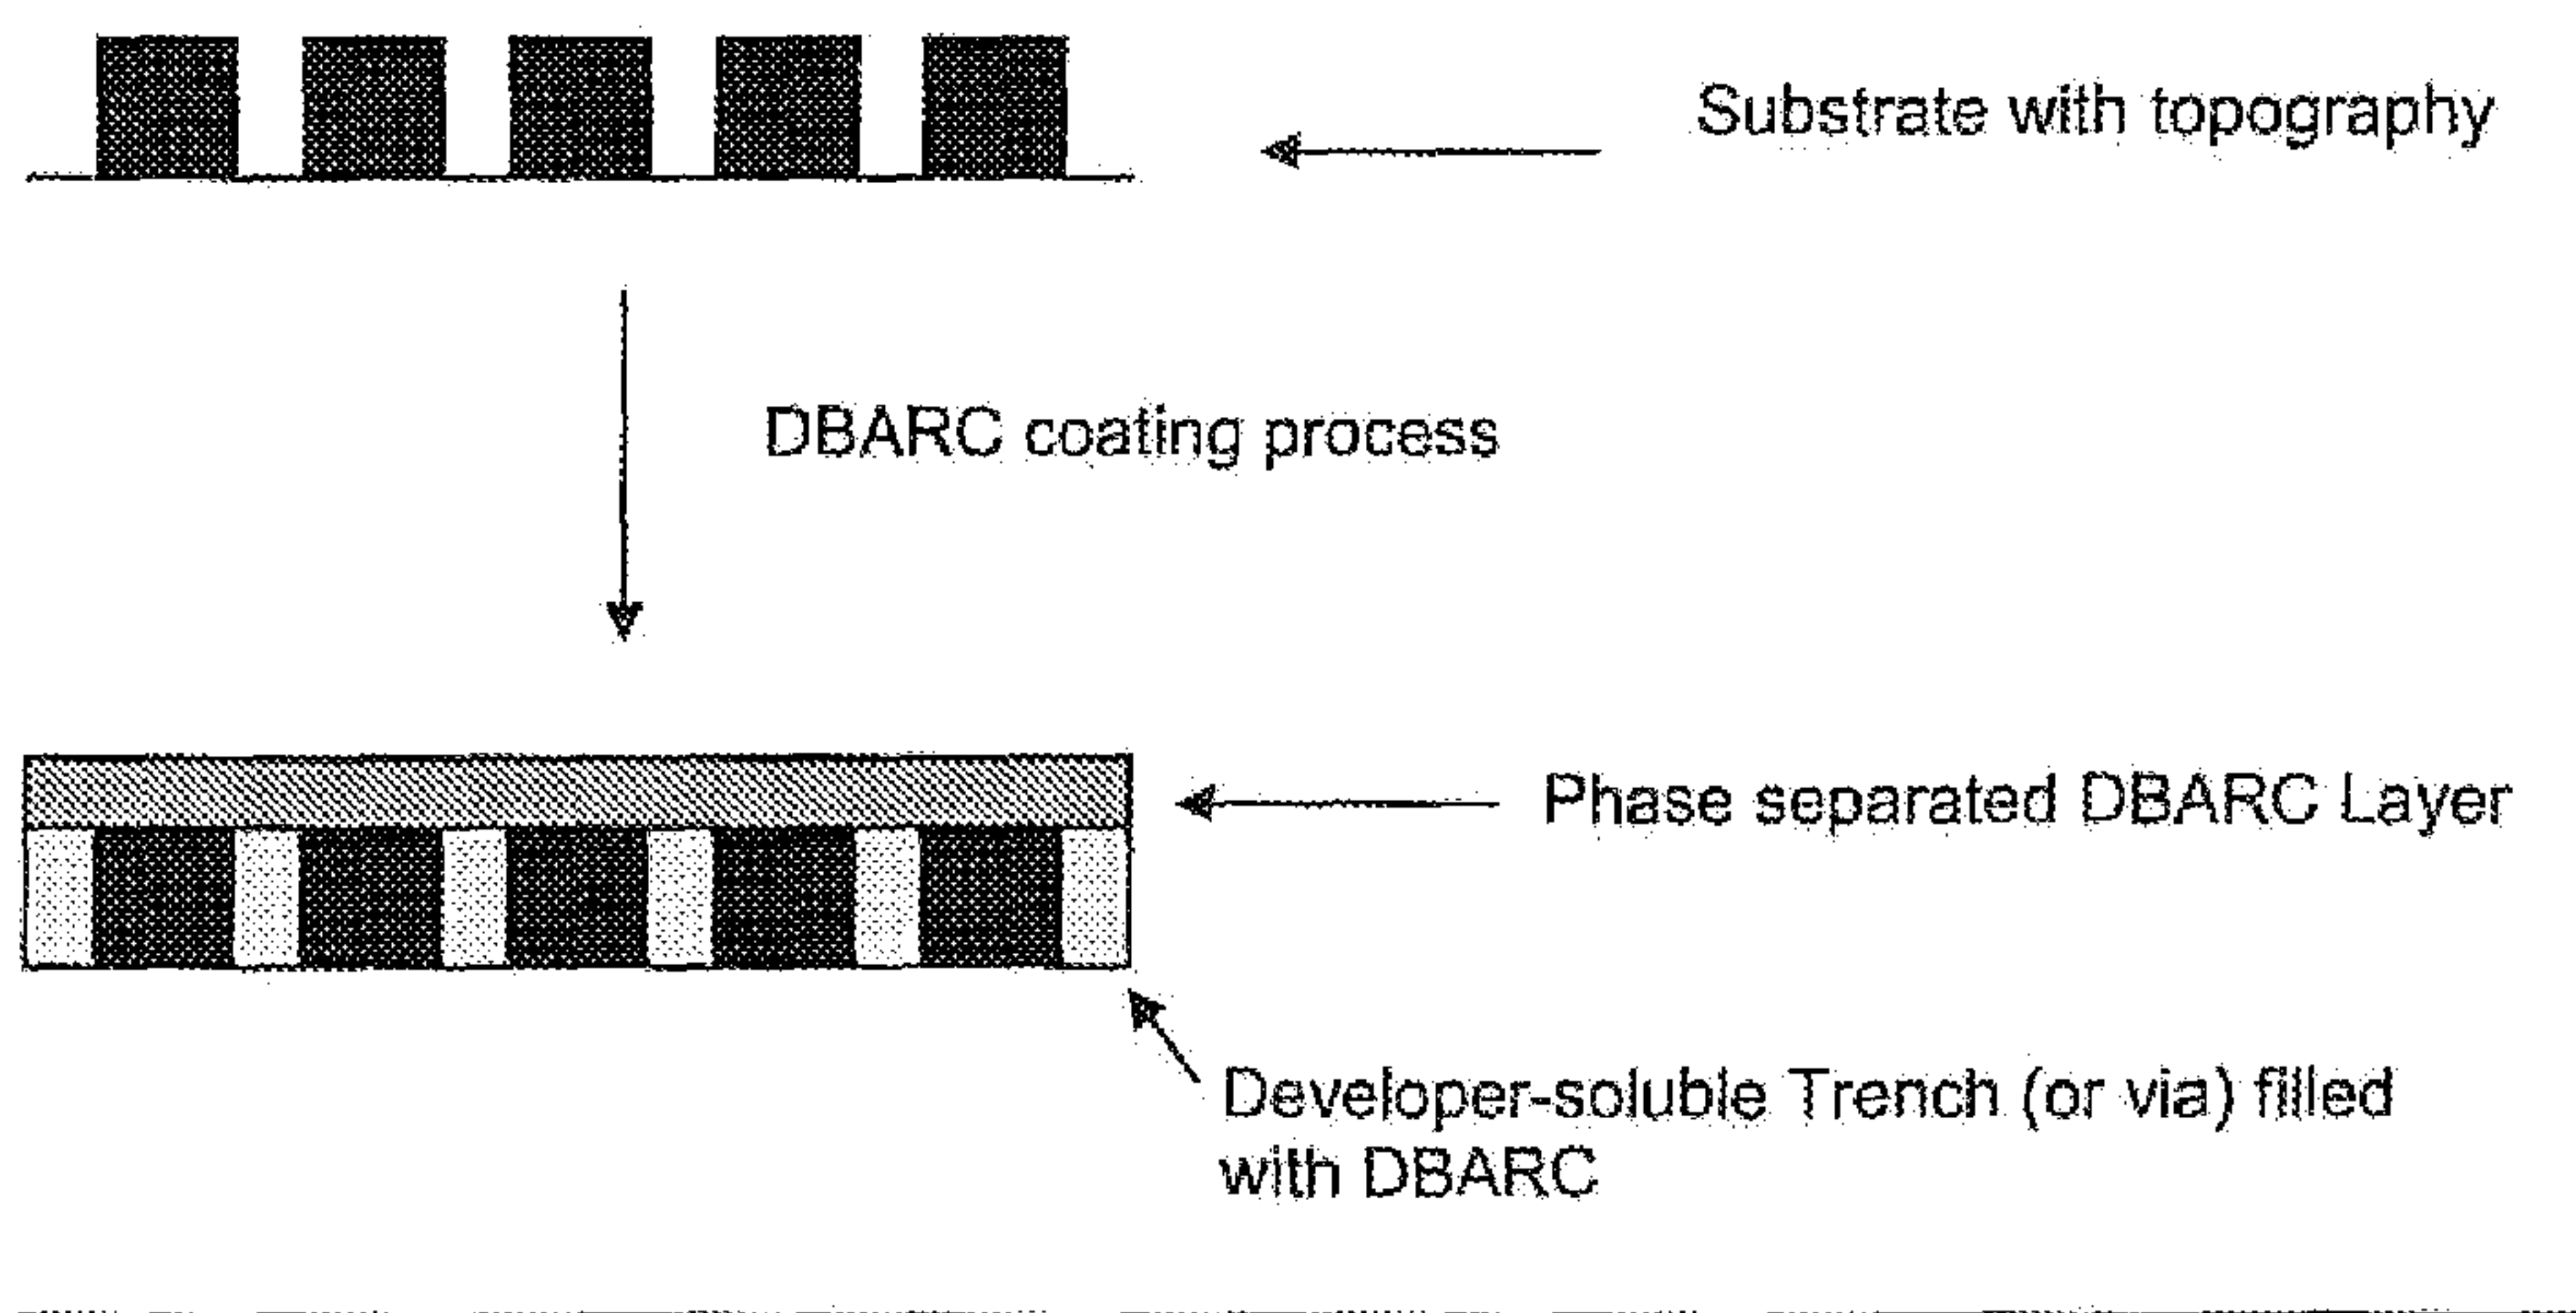 Substrate with topography
DBARC coating process
Phase separated DBARC Layer
Developer-soluble Trench (or via) filled
with DBARC